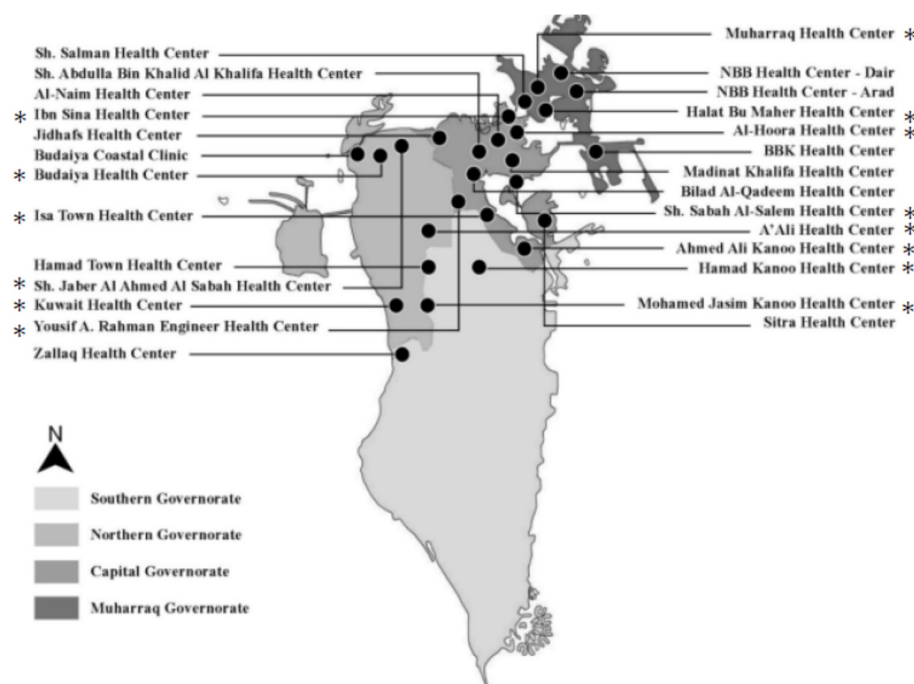 Sh. Salman Health Center
Sh. Abdulla Bin Khalid Al Khalifa Health Center
Al-Naim Health Center
* Ibn Sina Health Center
Jidhafs Health Center
Budaiya Coastal Clinic
* Budaiya Health Center
* Isa Town Health Center
Hamad Town Health Center
* Sh. Jaber Al Ahmed Al Sabah Health Center
* Kuwait Health Center
* Yousif A. Rahman Engineer Health Center
Zallaq Health Center
Muharraq Health Center *
NBB Health Center - Dair
NBB Health Center - Arad
Halat Bu Maher Health Center *
Al-Hoora Health Center *
BBK Health Center
Madinat Khalifa Health Center
Bilad Al-Qadeem Health Center
Sh. Sabah Al-Salem Health Center *
A'Ali Health Center *
Ahmed Ali Kanoo Health Center *
Hamad Kanoo Health Center *
Mohamed Jasim Kanoo Health Center *
Sitra Health Center
N
Southern Governorate
Northern Governorate
Capital Governorate
Muharraq Governorate